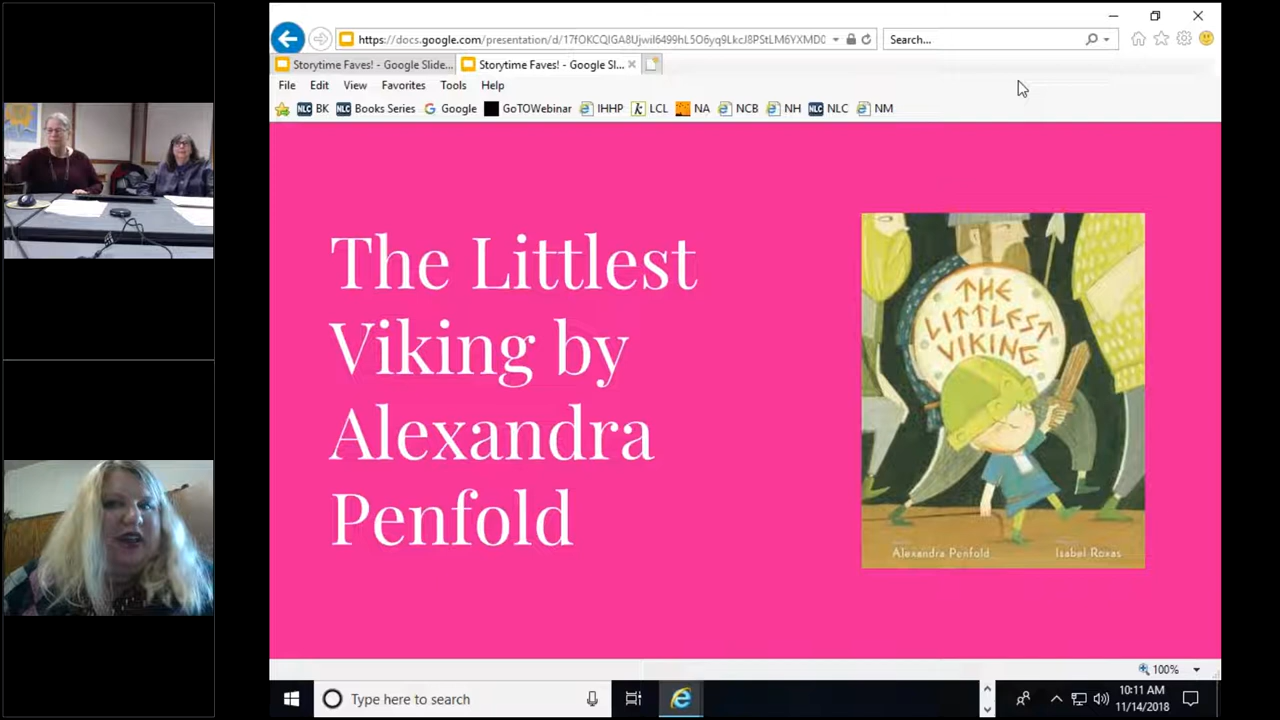 https://docs.google.com/presentation/d/17fOKCQIGA8Ujwil6499hL5O6yq9LkcJ8PStLM6YXMD0
Search...
Storytime Faves! - Google Slide...
Storytime Faves! - Google Sl...
File Edit View Favorites Tools Help
NLC BK NLC Books Series Google GoTOWebinar IHHP LCL NA NCB NH NLC NLC NM
The Littlest
Viking by
Alexandra
Penfold
THE
LITTLEST
VIKING
Alexandra Penfold Isabel Roxas
100%
Type here to search
10:11 AM
11/14/2018